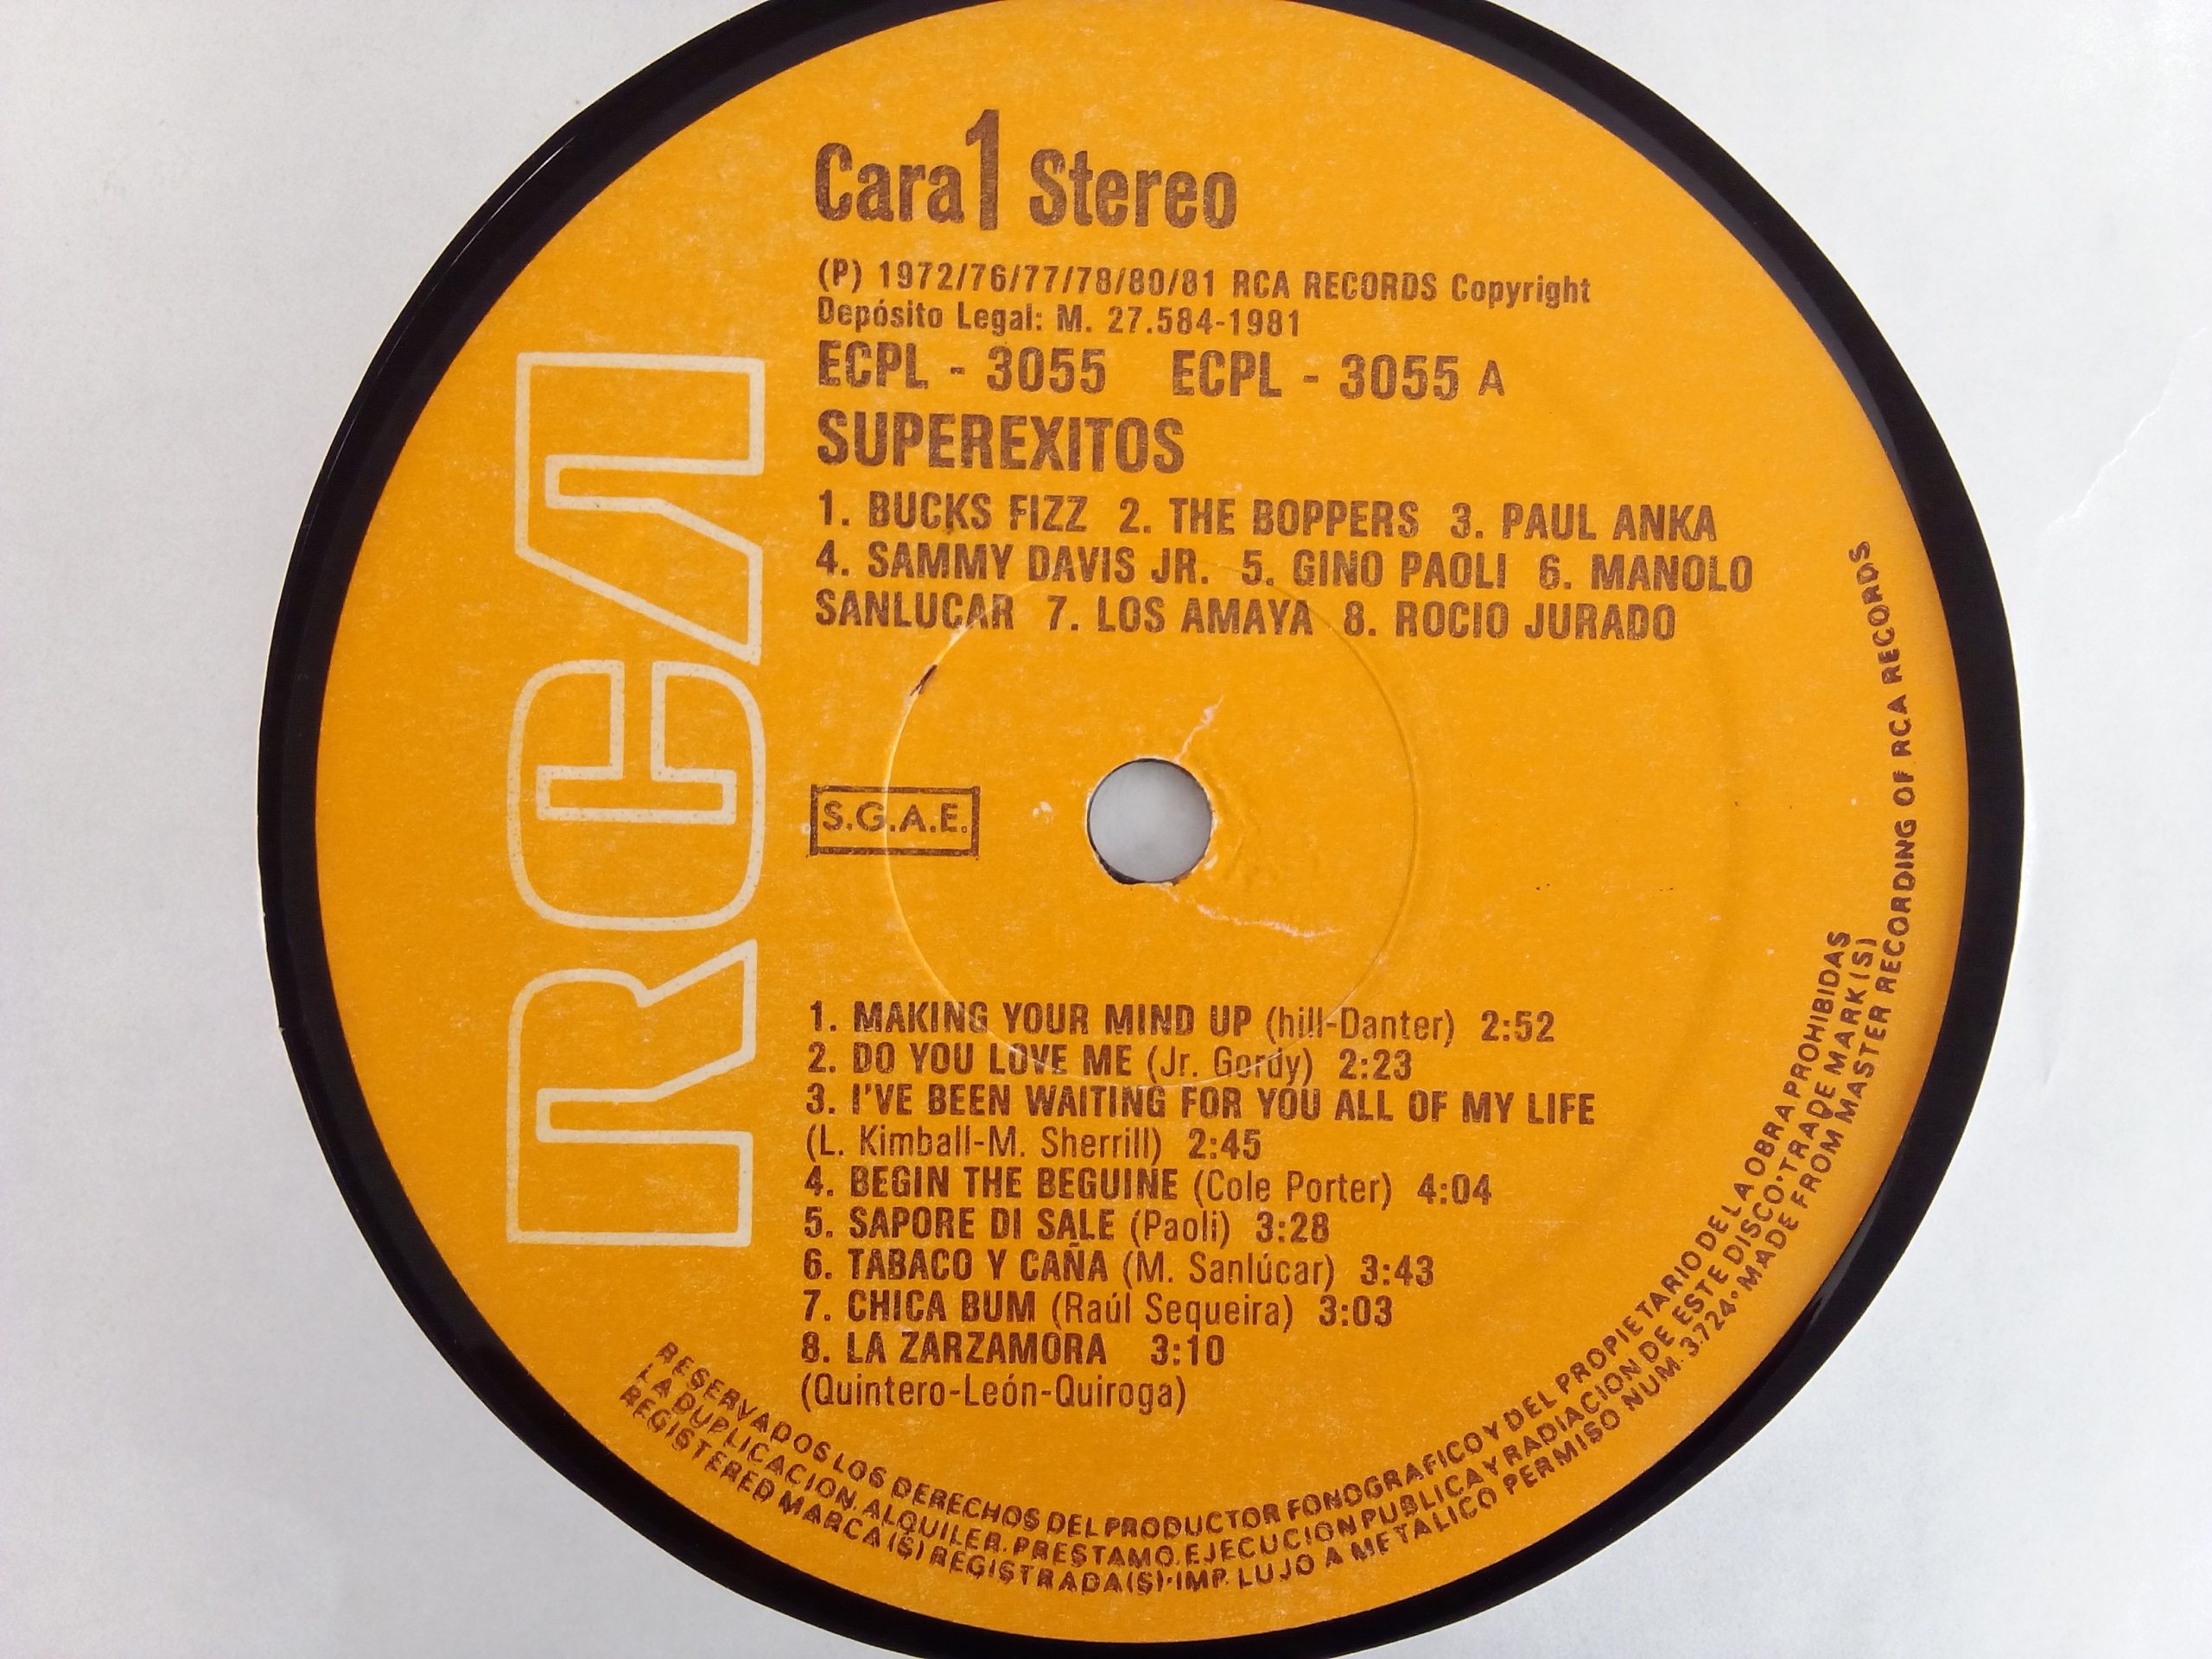 Cara 1 Stereo
(P) 1972/76/77/78/80/81 RCA RECORDS Copyright
Depósito Legal: M. 27.584-1981
ECPL - 3055 ECPL - 3055 A
SUPEREXITOS
1. BUCKS FIZZ 2. THE BOPPERS 3. PAUL ANKA
4. SAMMY DAVIS JR. 5. GINO PAOLI 6. MANOLO
SANLUCAR 7. LOS AMAYA 8. ROCIO JURADO
RCA
S.G.A.E.
1. MAKING YOUR MIND UP (hill-Danter) 2:52
2. DO YOU LOVE ME (Jr. Gordy) 2:23
3. I'VE BEEN WAITING FOR YOU ALL OF MY LIFE
(L. Kimball-M. Sherrill) 2:45
4. BEGIN THE BEGUINE (Cole Porter) 4:04
5. SAPORE DI SALE (Paoli) 3:28
6. TABACO Y CAÑA (M. Sanlúcar) 3:43
7. CHICA BUM (Raúl Sequeira) 3:03
8. LA ZARZAMORA 3:10
(Quintero-León-Quiroga)
RESERVADOS LOS DERECHOS DEL PRODUCTOR FONOGRAFICO Y DEL PROPIETARIO DE LA OBRA PROHIBIDAS
LA DUPLICACION, ALQUILER, PRESTAMO, EJECUCION PUBLICA Y RADIACION DE ESTE DISCO • TRADE MARK(S)
REGISTERED MARCA(S) REGISTRADA(S) • IMP. LUJO A METALICO PERMISO NUM. 3.724 • MADE FROM MASTER RECORDING OF RCA RECORDS